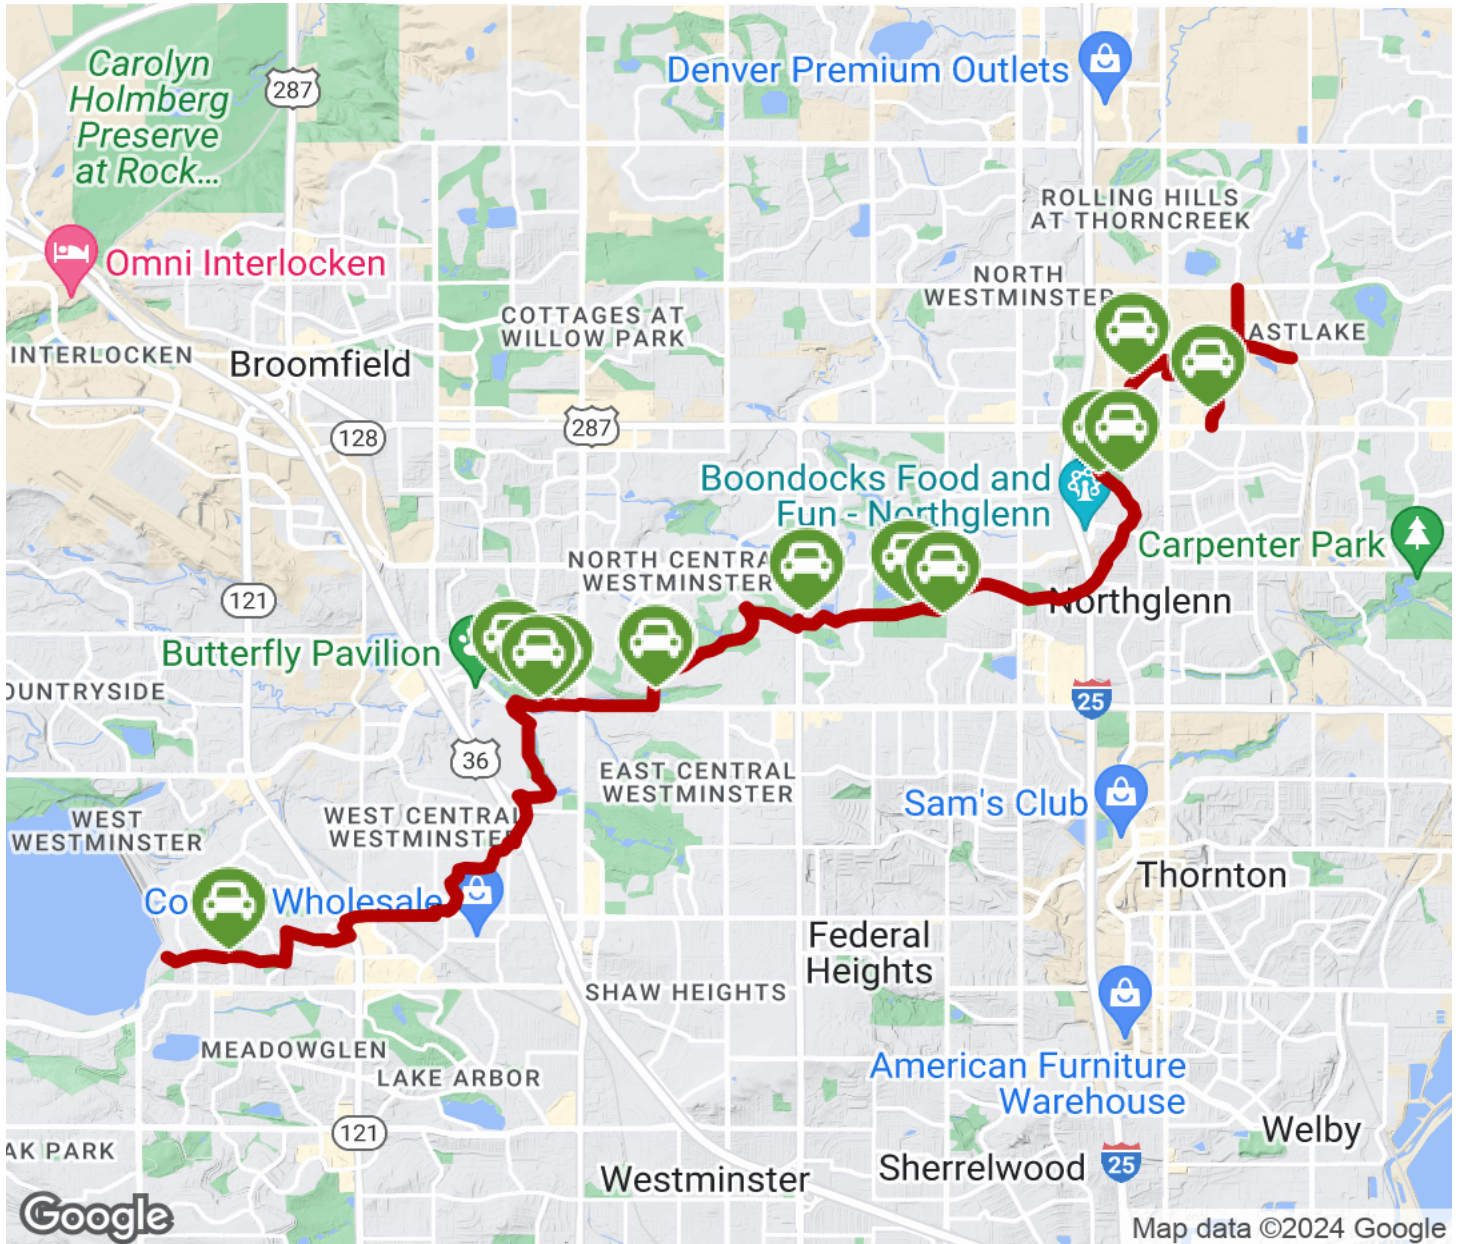 Carolyn
Holmberg
Preserve
at Rock...
287
Denver Premium Outlets
ROLLING HILLS
AT THORNCREEK
Omni Interlocken
NORTH
WESTMINSTER
COTTAGES AT
WILLOW PARK
INTERLOCKEN
Broomfield
ASTLAKE
128
287
Boondocks Food and
Fun - Northglenn
Carpenter Park
NORTH CENTRA
WESTMINSTER
121
Northglenn
Butterfly Pavilion
OUNTRYSIDE
25
36
EAST CENTRAL
WESTMINSTER
WEST
WESTMINSTER
WEST CENTRAL
WESTMINSTER
Sam's Club
Thornton
Co Wholesale
Federal
Heights
SHAW HEIGHTS
MEADOWGLEN
LAKE ARBOR
American Furniture
Warehouse
121
AK PARK
Welby
Westminster
Sherrelwood
25
Google
Map data ©2024 Google